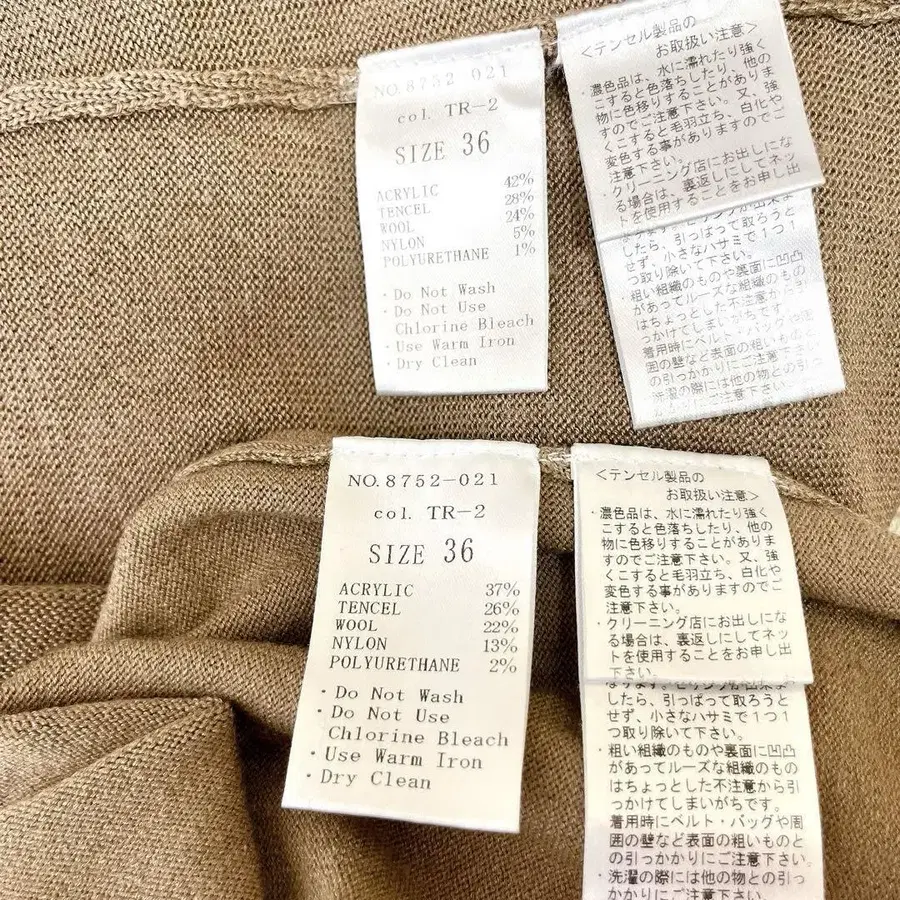 NO. 8752-021
col. TR-2
SIZE 36
ACRYLIC 42%
TENCEL 28%
WOOL 24%
NYLON 5%
POLYURETHANE 1%
・Do Not Wash
・Do Not Use
Chlorine Bleach
・Use Warm Iron
・Dry Clean
＜テンセル製品の
お取扱い注意＞
・濃色品は、水に濡れたり強く
こすると色落ちしたり、他の
物に色移りすることがありま
すのでご注意下さい。又、強
くこすると毛羽立ち、白化や
変色する事がありますのでご
注意下さい。
・クリーニング店にお出しにな
る場合は、裏返しにしてネッ
トを使用することをお申し出
したら、引っぱって取ろうと
せず、小さなハサミで1つ1
つ取り除いて下さい。
・粗い組織のものや裏面に凹凸
があってルーズな組織のもの
はちょっとした不注意から引
っかけてしまいがちです。
着用時にベルト・バッグや周
囲の壁など表面の粗いものと
の引っかかりにご注意下さい。
・洗濯の際には他の物との引っ
NO. 8752-021
col. TR-2
SIZE 36
ACRYLIC 37%
TENCEL 26%
WOOL 22%
NYLON 13%
POLYURETHANE 2%
・Do Not Wash
・Do Not Use
Chlorine Bleach
・Use Warm Iron
・Dry Clean
＜テンセル製品の
お取扱い注意＞
・濃色品は、水に濡れたり強く
こすると色落ちしたり、他の
物に色移りすることがありま
すのでご注意下さい。又、強
くこすると毛羽立ち、白化や
変色する事がありますのでご
注意下さい。
・クリーニング店にお出しにな
る場合は、裏返しにしてネッ
トを使用することをお申し出
下さい。
したら、引っぱって取ろうと
せず、小さなハサミで1つ1
つ取り除いて下さい。
・粗い組織のものや裏面に凹凸
があってルーズな組織のもの
はちょっとした不注意から引
っかけてしまいがちです。
着用時にベルト・バッグや周
囲の壁など表面の粗いものと
の引っかかりにご注意下さい。
・洗濯の際には他の物との引っ
かかりにご注意下さい。